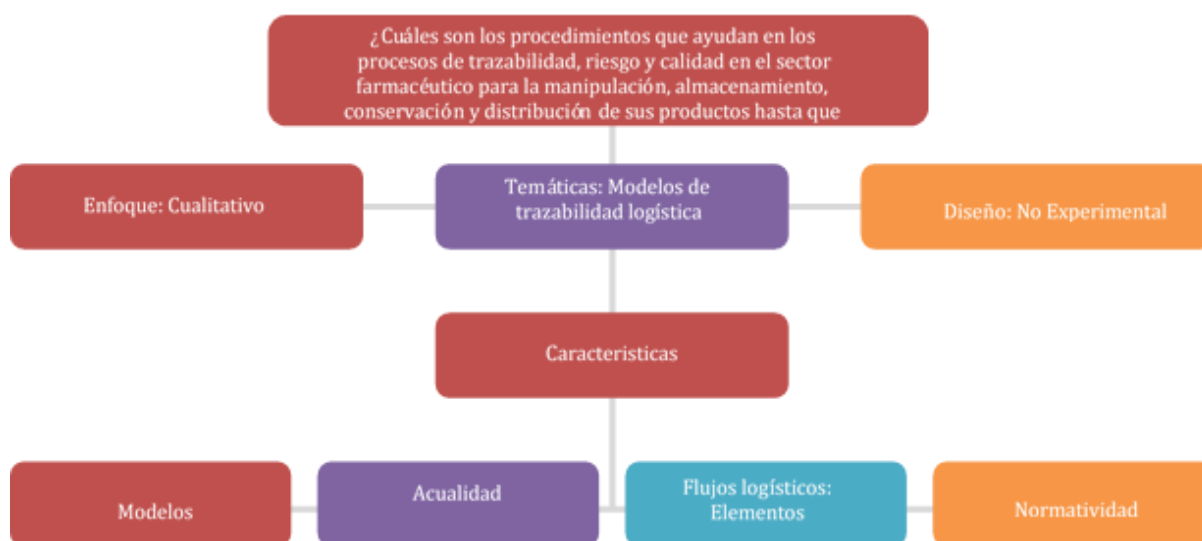 ¿Cuáles son los procedimientos que ayudan en los
procesos de trazabilidad, riesgo y calidad en el sector
farmacéutico para la manipulación, almacenamiento,
conservación y distribución de sus productos hasta que
Enfoque: Cualitativo
Temáticas: Modelos de
trazabilidad logística
Diseño: No Experimental
Caracteristicas
Modelos
Acualidad
Flujos logísticos:
Elementos
Normatividad